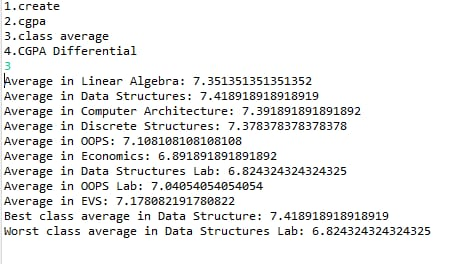 1.create
2.cgpa
3.class average
4.CGPA Differential
3
Average in Linear Algebra: 7.351351351351352
Average in Data Structures: 7.418918918918919
Average in Computer Architecture: 7.391891891891892
Average in Discrete Structures: 7.378378378378378
Average in OOPS: 7.108108108108108
Average in Economics: 6.891891891891892
Average in Data Structures Lab: 6.824324324324325
Average in OOPS Lab: 7.04054054054054
Average in EVS: 7.178082191780822
Best class average in Data Structure: 7.418918918918919
Worst class average in Data Structures Lab: 6.824324324324325